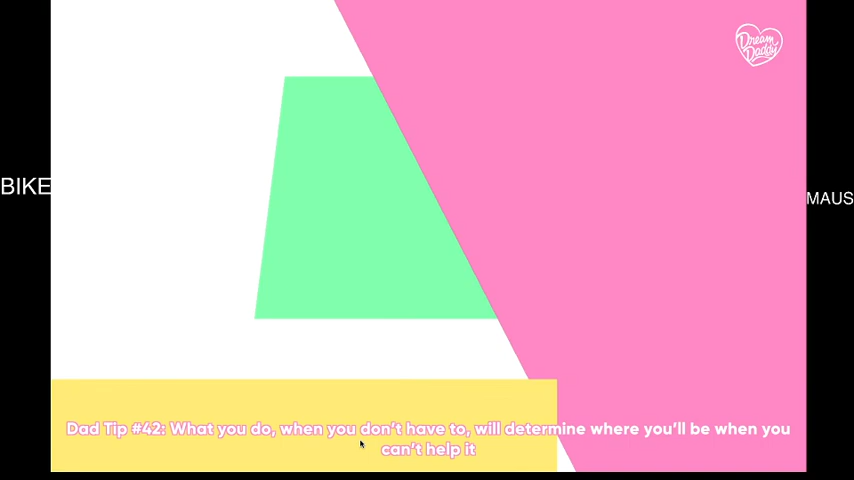 Dream
Daddy
BIKE
MAUS
Dad Tip #42: What you do, when you don't have to, will determine where you'll be when you
can't help it